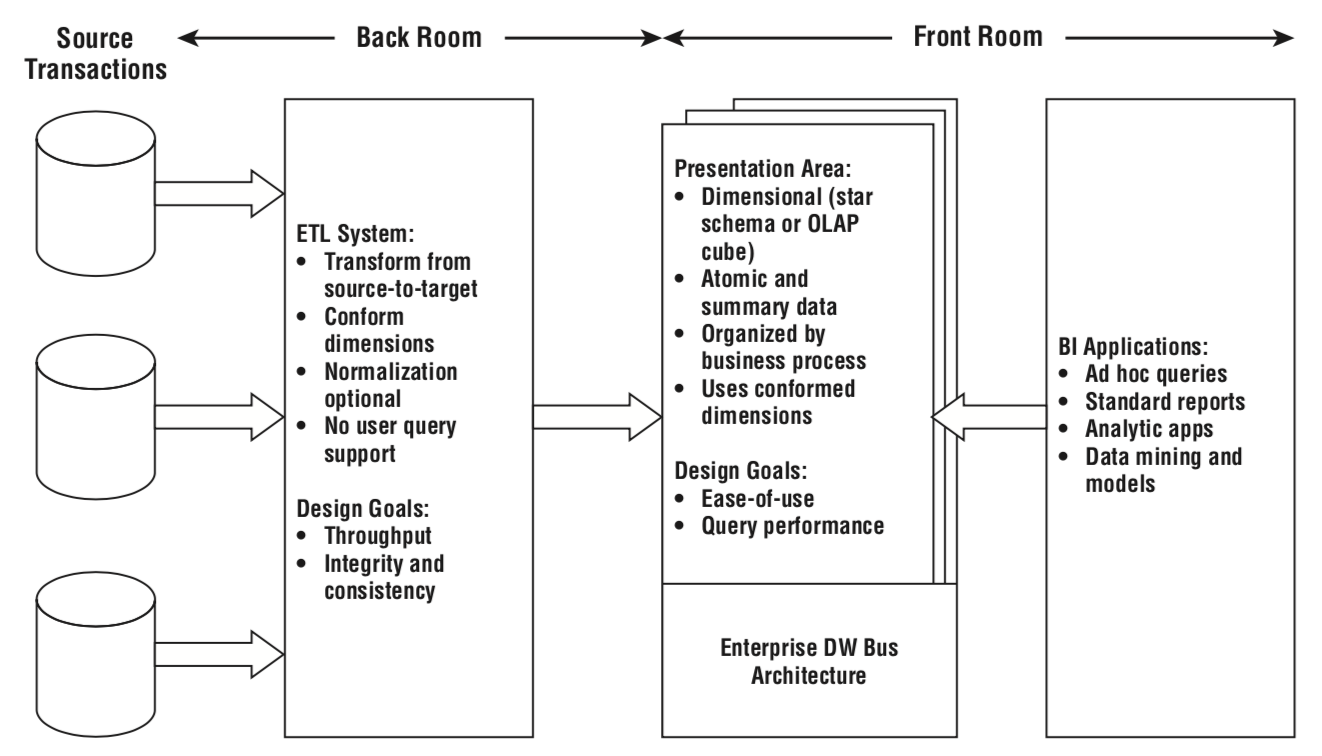 Source
Transactions
Back Room
Front Room
ETL System:
• Transform from
source-to-target
• Conform
dimensions
• Normalization
optional
• No user query
support
Design Goals:
• Throughput
• Integrity and
consistency
Presentation Area:
• Dimensional (star
schema or OLAP
cube)
• Atomic and
summary data
• Organized by
business process
• Uses conformed
dimensions
Design Goals:
• Ease-of-use
• Query performance
Enterprise DW Bus
Architecture
BI Applications:
• Ad hoc queries
• Standard reports
• Analytic apps
• Data mining and
models